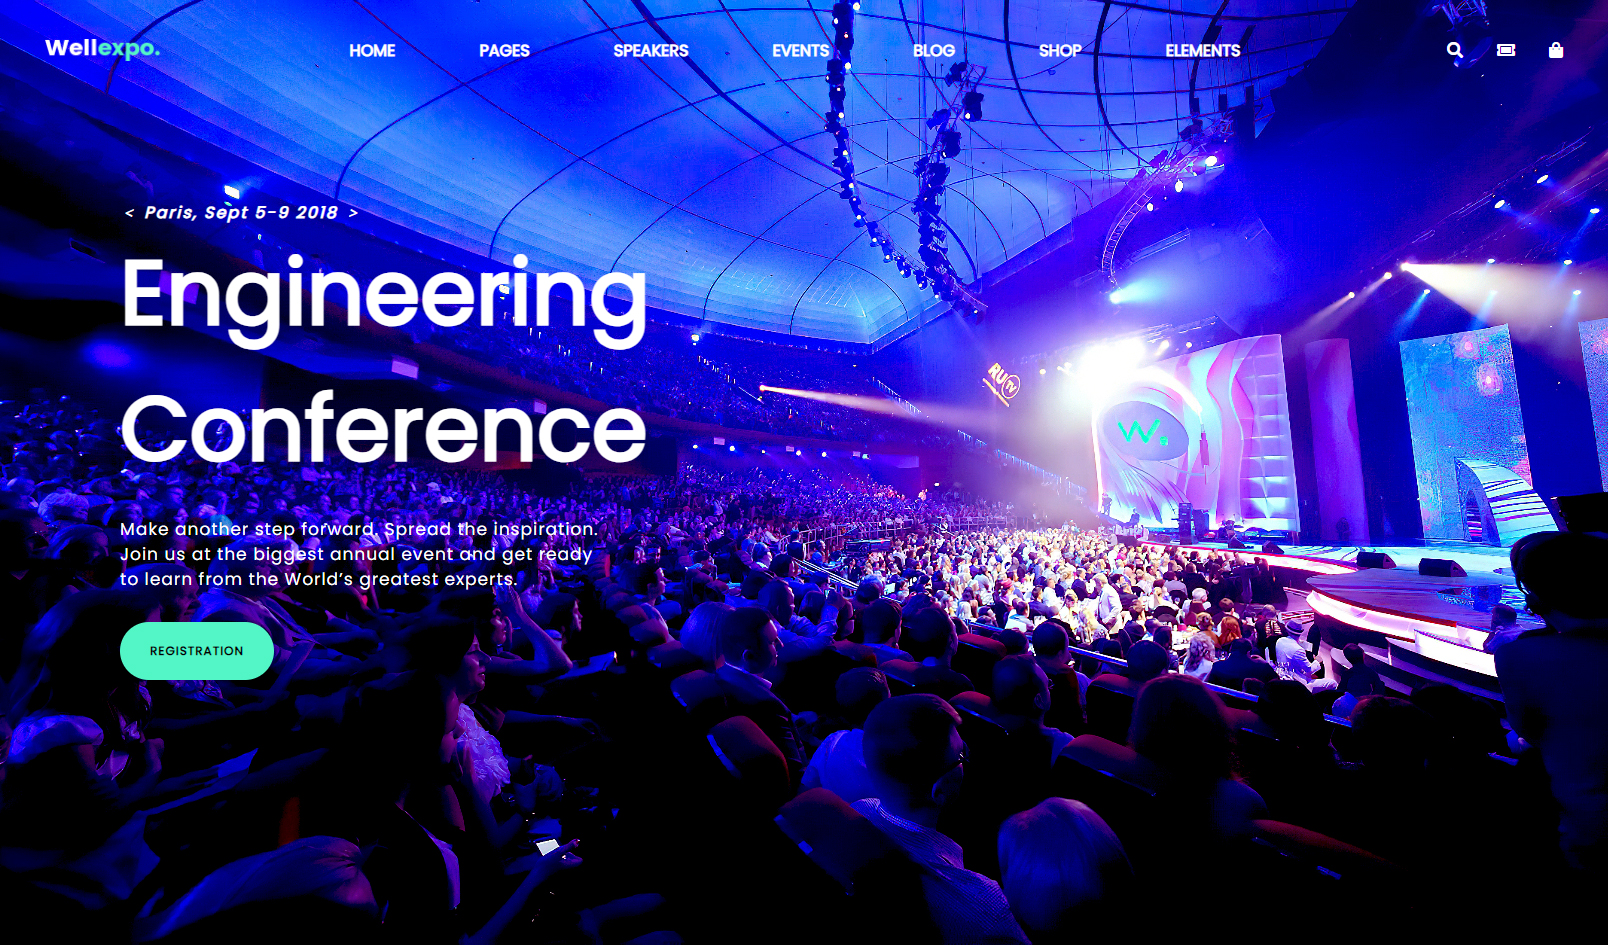 Wellexpo.
HOME PAGES SPEAKERS EVENTS BLOG SHOP ELEMENTS
< Paris, Sept 5-9 2018 >
Engineering
Conference
Make another step forward. Spread the inspiration.
Join us at the biggest annual event and get ready
to learn from the World’s greatest experts.
REGISTRATION
RU TV
W.